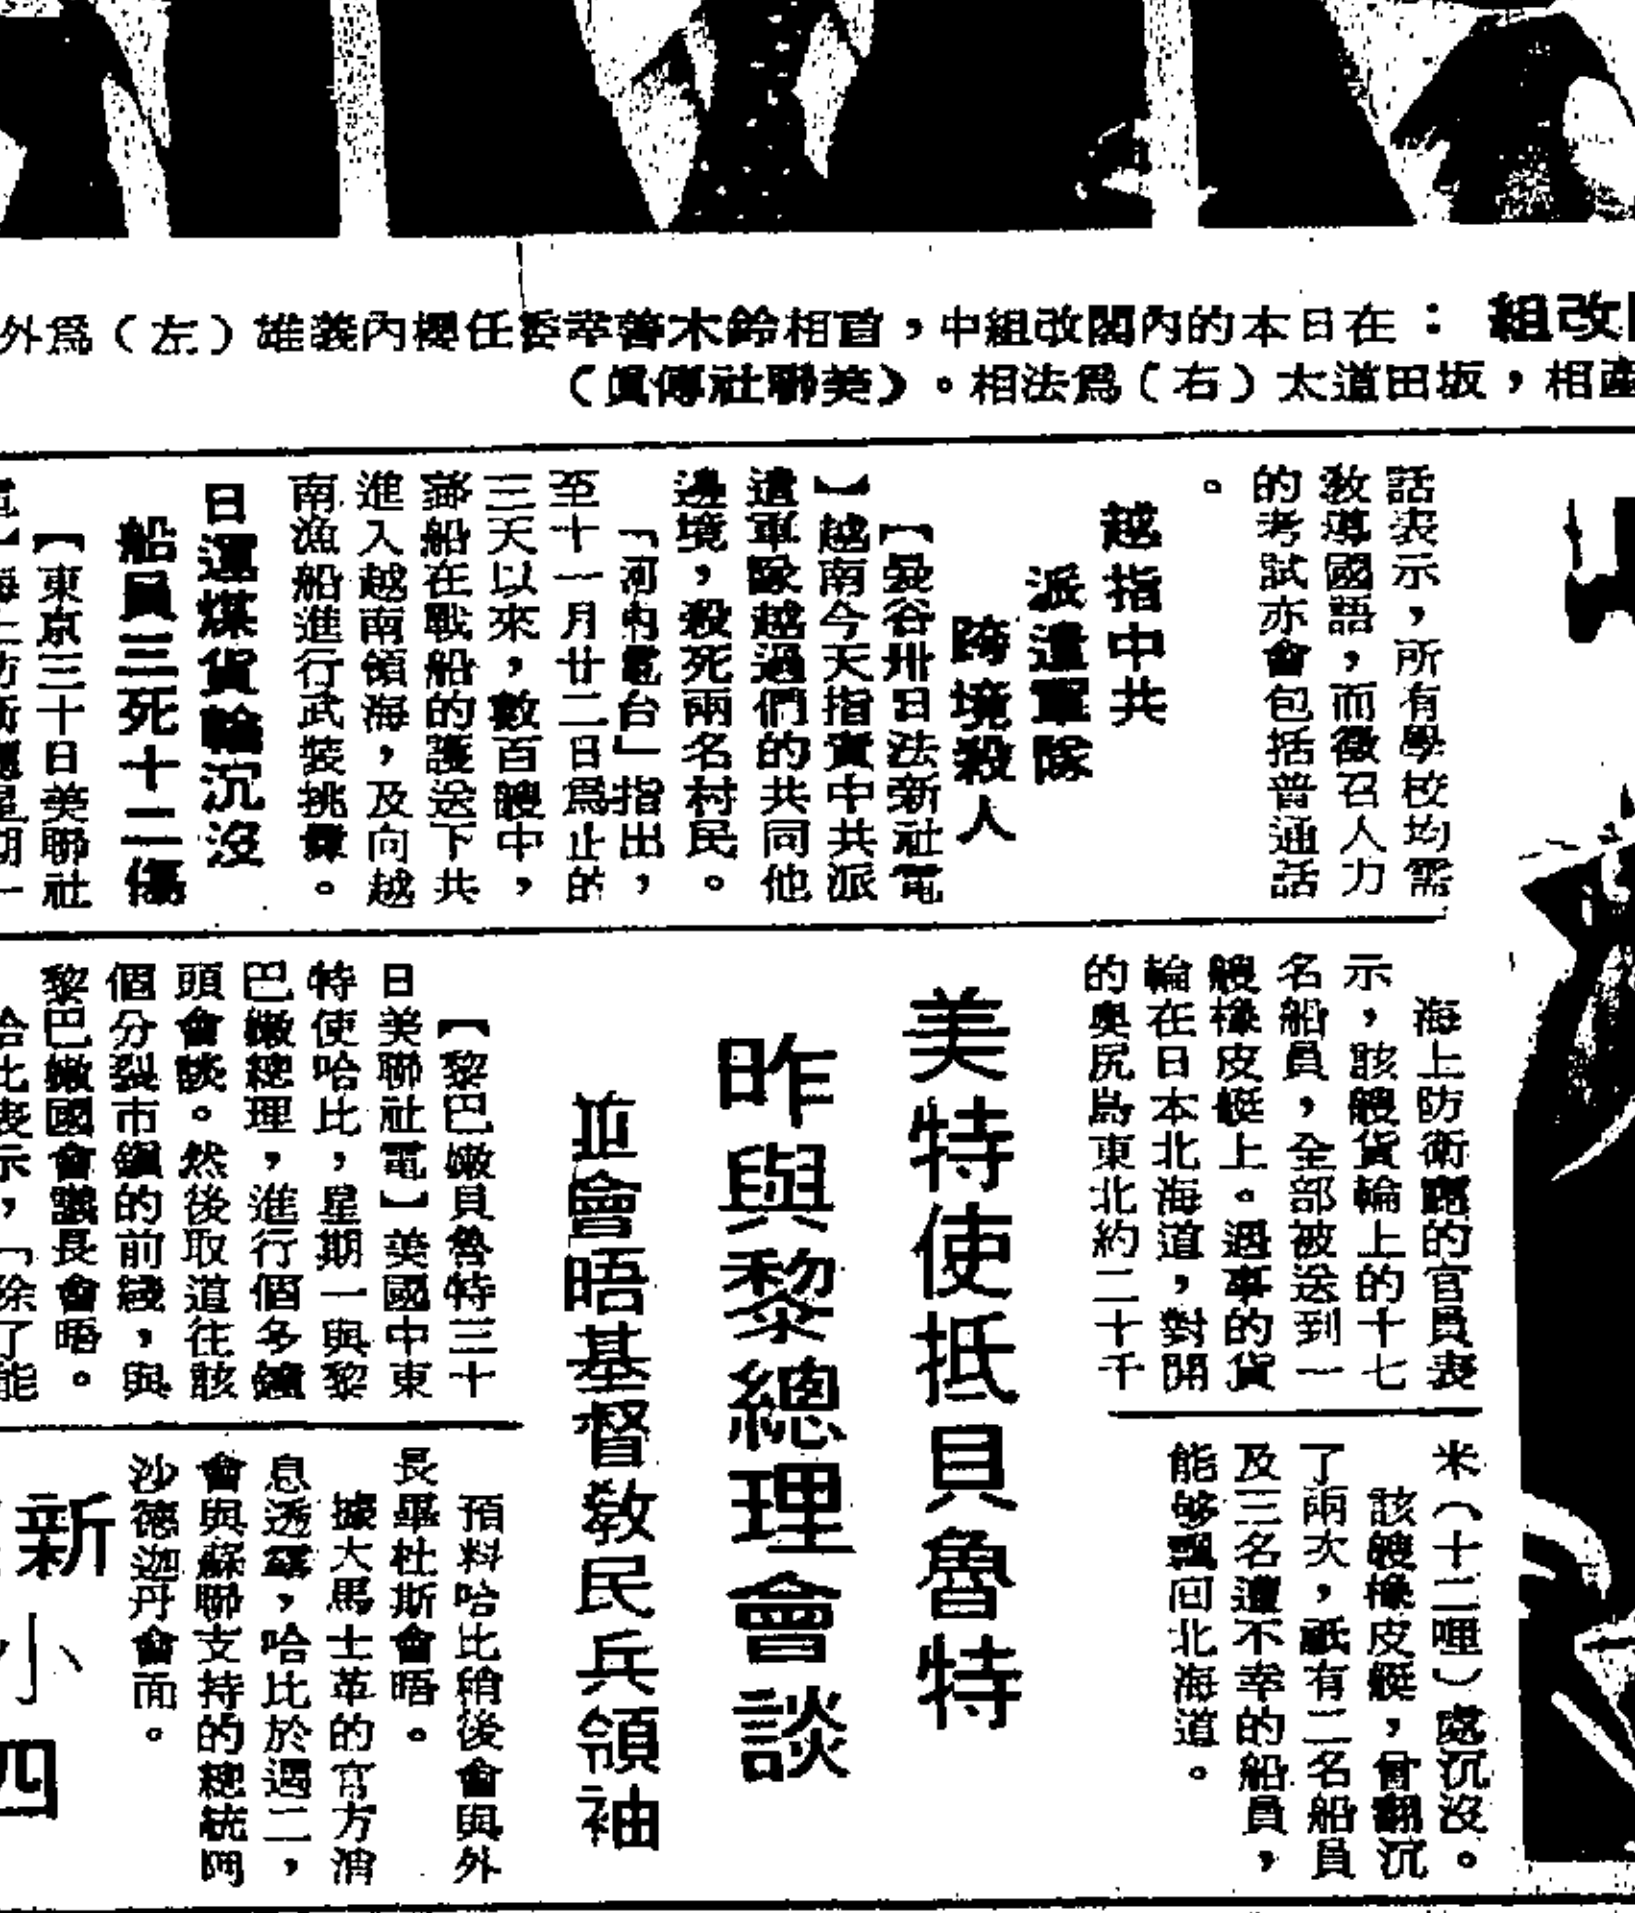 組改
：在日本的內閣改組中，首相鈴木善幸委任櫻內義雄（左）爲外
產相，坂田道太（右）爲法相。（美聯社傳眞）
話表示，所有學校均需
敎導國語，而徵召人力
的考試亦會包括普通話
。
越指中共
派遣軍隊
跨境殺人
【曼谷卅日法新社電
】越南今天指責中共派
遣軍隊越過們的共同他
邊境，殺死兩名村民。
「河內電台」指出，
至十一月廿二日爲止的
三天以來，數百艘中，
部船在戰船的護送下共
進入越南領海，及向越
南漁船進行武裝挑釁。
日運煤貨輪沉沒
船員三死十二傷
【東京三十日美聯社
海上防衛廳星期一
海上防衛廳的官員表
示，該艘貨輪上的十七
名船員，全部被送到一
艘橡皮艇上。遇事的貨
輪在日本北海道，對開
的奧尻島東北約二十千
米（十二哩）處沉沒。
該艘橡皮艇，曾翻沉
了兩次，祇有二名船員
及三名遭不幸的船員，
能够飄回北海道。
美特使抵貝魯特
昨與黎總理會談
並會晤基督敎民兵領袖
【黎巴嫩貝魯特三十
日美聯社電】美國中東
特使哈比，星期一與黎
巴嫩總理，進行個多鐘
頭會談。然後取道往該
個分裂市鎭的前綫，與
黎巴嫩國會議長會晤。
哈比表示，「除了能
預料哈比稍後會與外
長畢杜斯會晤。
據大馬士革的官方消
息透露，哈比於週二，
會與蘇聯支持的總統阿
沙德迦丹會面。
新小四